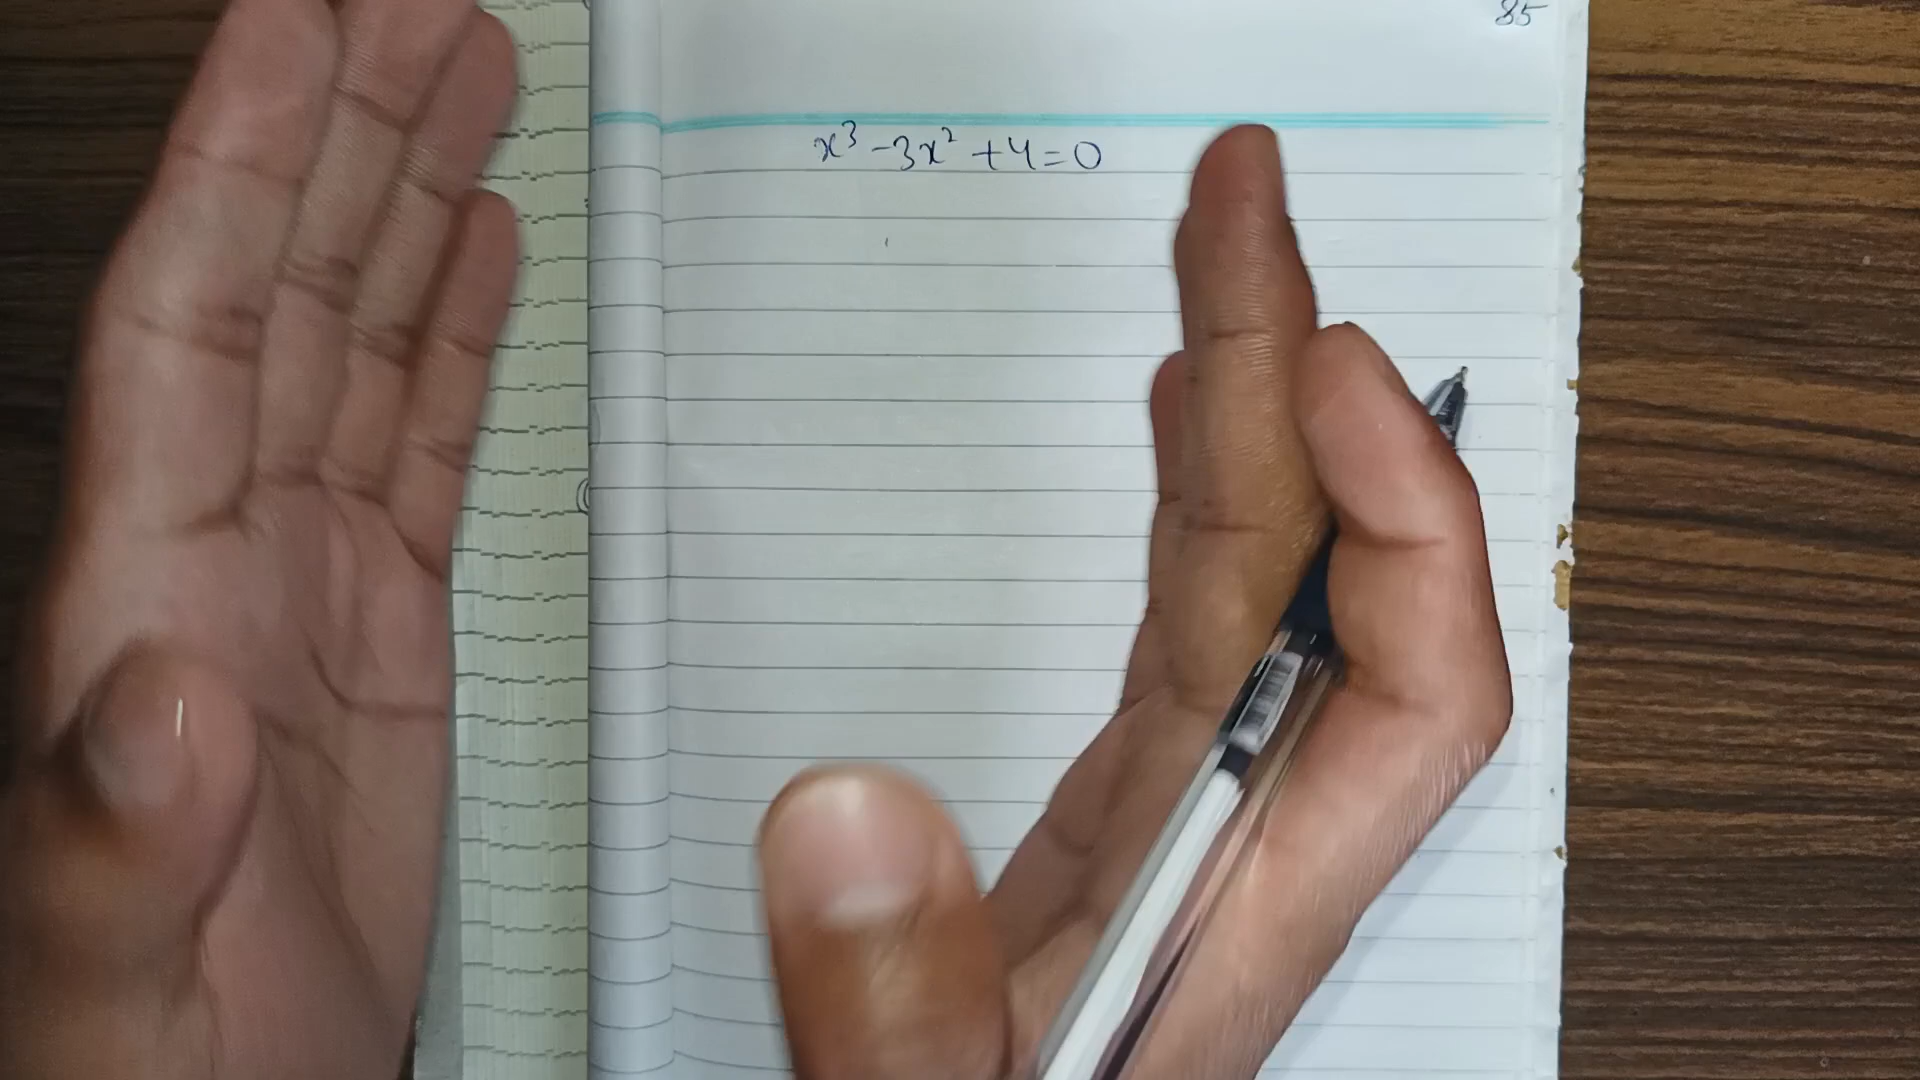 85
x³ - 3x² + 4 = 0